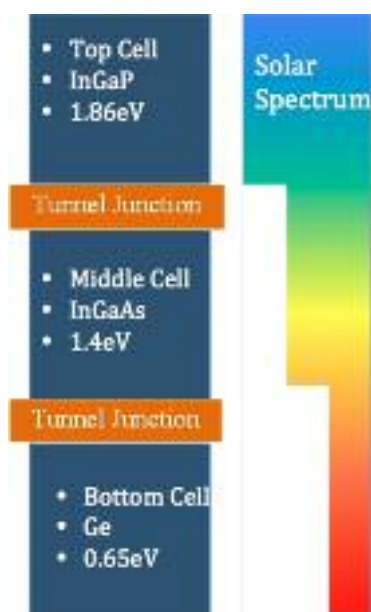 • Top Cell
• InGaP
• 1.86eV
Solar
Spectrum
Tunnel Junction
• Middle Cell
• InGaAs
• 1.4eV
Tunnel Junction
• Bottom Cell
• Ge
• 0.65eV